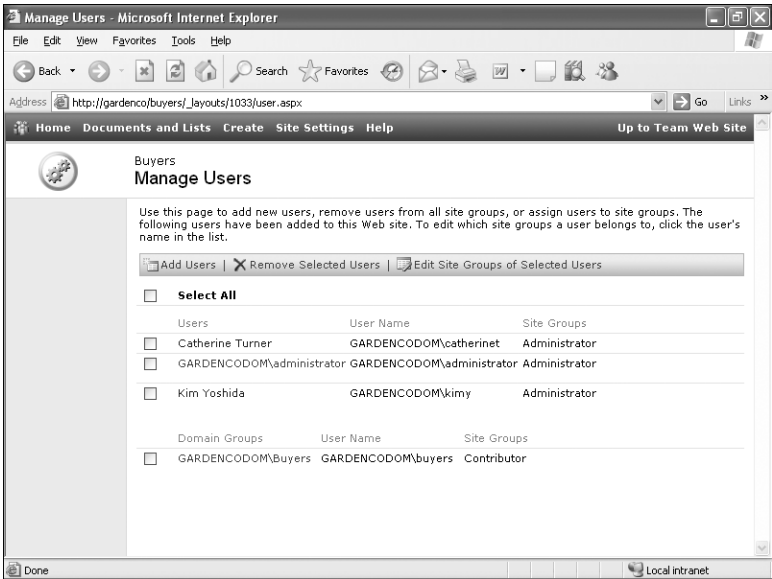 Manage Users - Microsoft Internet Explorer
File Edit View Favorites Tools Help
Back Search Favorites
Address http://gardenco/buyers/_layouts/1033/user.aspx Go Links »
Home Documents and Lists Create Site Settings Help Up to Team Web Site
Buyers
Manage Users
Use this page to add new users, remove users from all site groups, or assign users to site groups. The
following users have been added to this Web site. To edit which site groups a user belongs to, click the user's
name in the list.
Add Users | Remove Selected Users | Edit Site Groups of Selected Users
Select All
Users User Name Site Groups
Catherine Turner GARDENCODOM\catherinet Administrator
GARDENCODOM\administrator GARDENCODOM\administrator Administrator
Kim Yoshida GARDENCODOM\kimy Administrator
Domain Groups User Name Site Groups
GARDENCODOM\Buyers GARDENCODOM\buyers Contributor
Done Local intranet